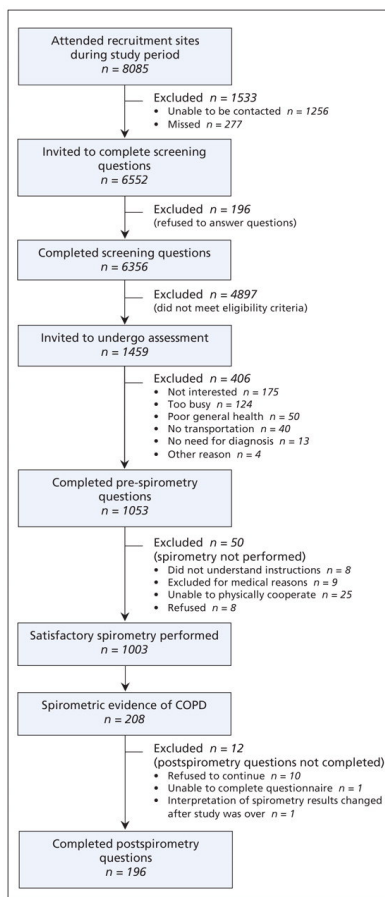 Attended recruitment sites
during study period
n = 8085
Excluded n = 1533
• Unable to be contacted n = 1256
• Missed n = 277
Invited to complete screening
questions
n = 6552
Excluded n = 196
(refused to answer questions)
Completed screening questions
n = 6356
Excluded n = 4897
(did not meet eligibility criteria)
Invited to undergo assessment
n = 1459
Excluded n = 406
• Not interested n = 175
• Too busy n = 124
• Poor general health n = 50
• No transportation n = 40
• No need for diagnosis n = 13
• Other reason n = 4
Completed pre-spirometry
questions
n = 1053
Excluded n = 50
(spirometry not performed)
• Did not understand instructions n = 8
• Excluded for medical reasons n = 9
• Unable to physically cooperate n = 25
• Refused n = 8
Satisfactory spirometry performed
n = 1003
Spirometric evidence of COPD
n = 208
Excluded n = 12
(postspirometry questions not completed)
• Refused to continue n = 10
• Unable to complete questionnaire n = 1
• Interpretation of spirometry results changed
after study was over n = 1
Completed postspirometry
questions
n = 196